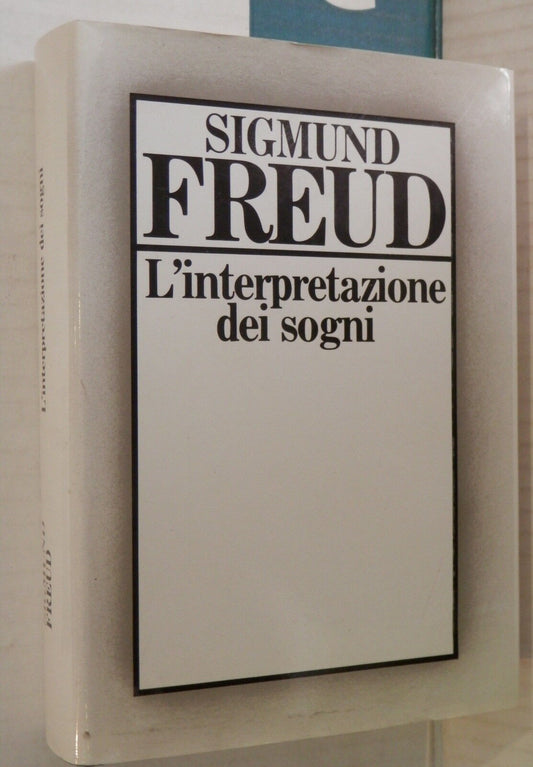 SIGMUND
FREUD
L'interpretazione
dei sogni
L'interpretazione dei sogni
FREUD